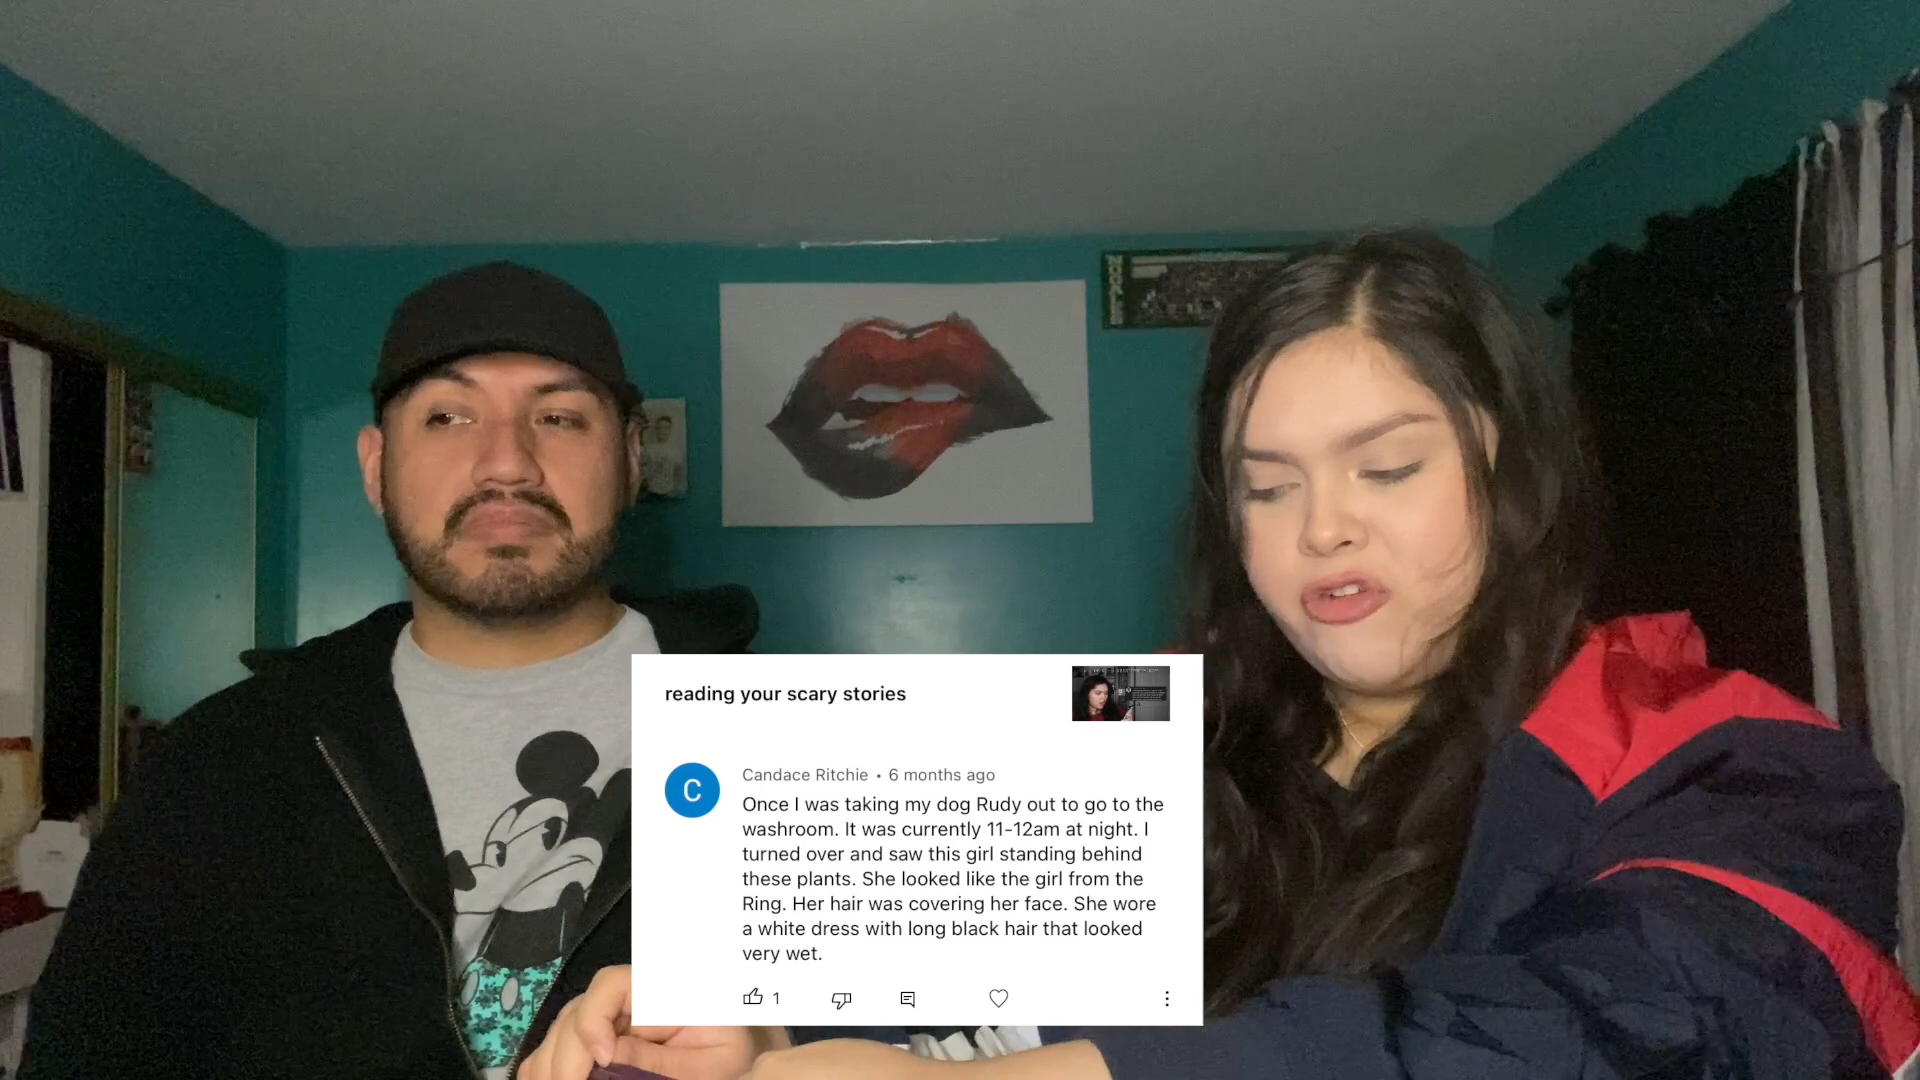 reading your scary stories
C
Candace Ritchie • 6 months ago
Once I was taking my dog Rudy out to go to the
washroom. It was currently 11-12am at night. I
turned over and saw this girl standing behind
these plants. She looked like the girl from the
Ring. Her hair was covering her face. She wore
a white dress with long black hair that looked
very wet.
1